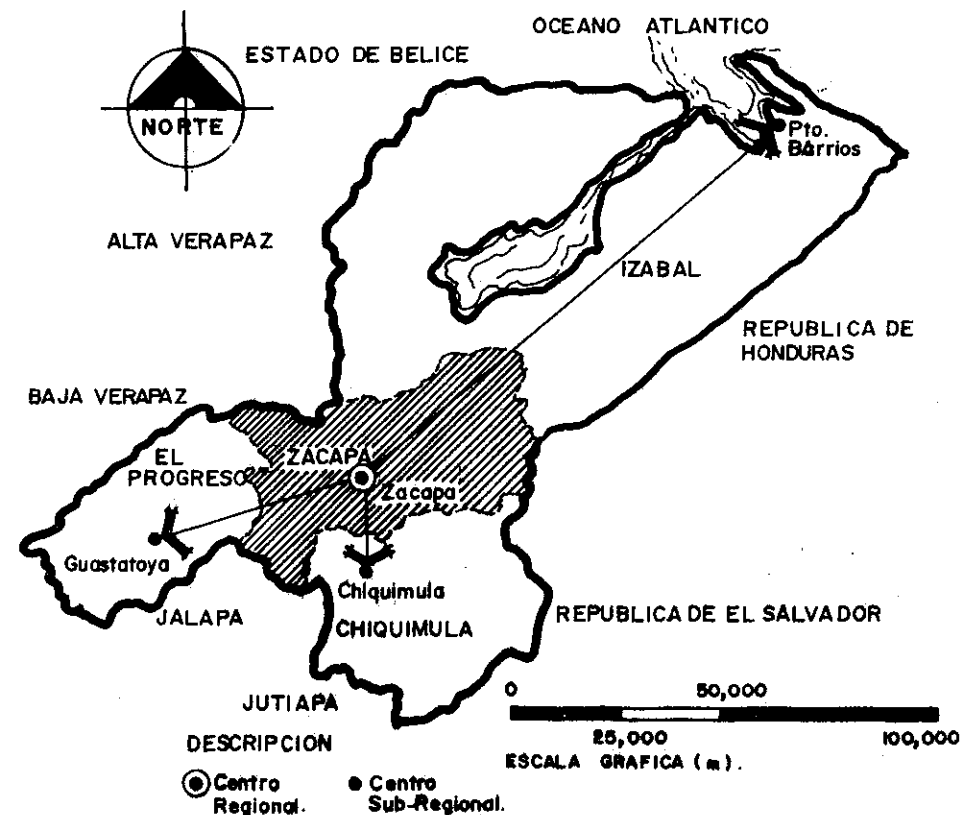 OCEANO ATLANTICO
ESTADO DE BELICE
NORTE
Pto.
Bárrios
ALTA VERAPAZ
IZABAL
REPUBLICA DE
HONDURAS
BAJA VERAPAZ
EL
PROGRESO
ZACAPA
Zacapa
Guastatoya
Chiquimula
JALAPA
CHIQUIMULA
REPUBLICA DE EL SALVADOR
JUTIAPA
0 50,000
25,000 100,000
ESCALA GRAFICA (m).
DESCRIPCION
Centro
Regional.
Centro
Sub-Regional.